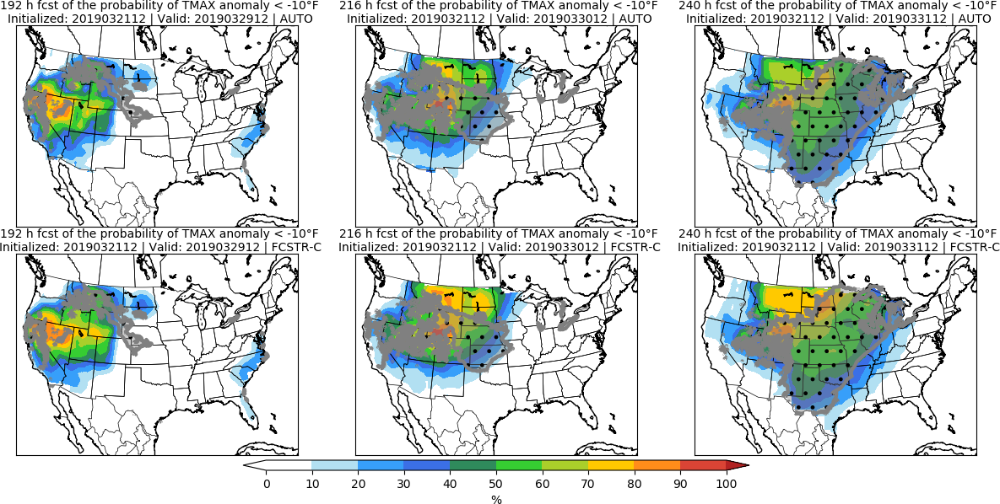 192 h fcst of the probability of TMAX anomaly < -10°F
Initialized: 2019032112 | Valid: 2019032912 | AUTO
216 h fcst of the probability of TMAX anomaly < -10°F
Initialized: 2019032112 | Valid: 2019033012 | AUTO
240 h fcst of the probability of TMAX anomaly < -10°F
Initialized: 2019032112 | Valid: 2019033112 | AUTO
192 h fcst of the probability of TMAX anomaly < -10°F
Initialized: 2019032112 | Valid: 2019032912 | FCSTR-C
216 h fcst of the probability of TMAX anomaly < -10°F
Initialized: 2019032112 | Valid: 2019033012 | FCSTR-C
240 h fcst of the probability of TMAX anomaly < -10°F
Initialized: 2019032112 | Valid: 2019033112 | FCSTR-C
0 10 20 30 40 50 60 70 80 90 100
%